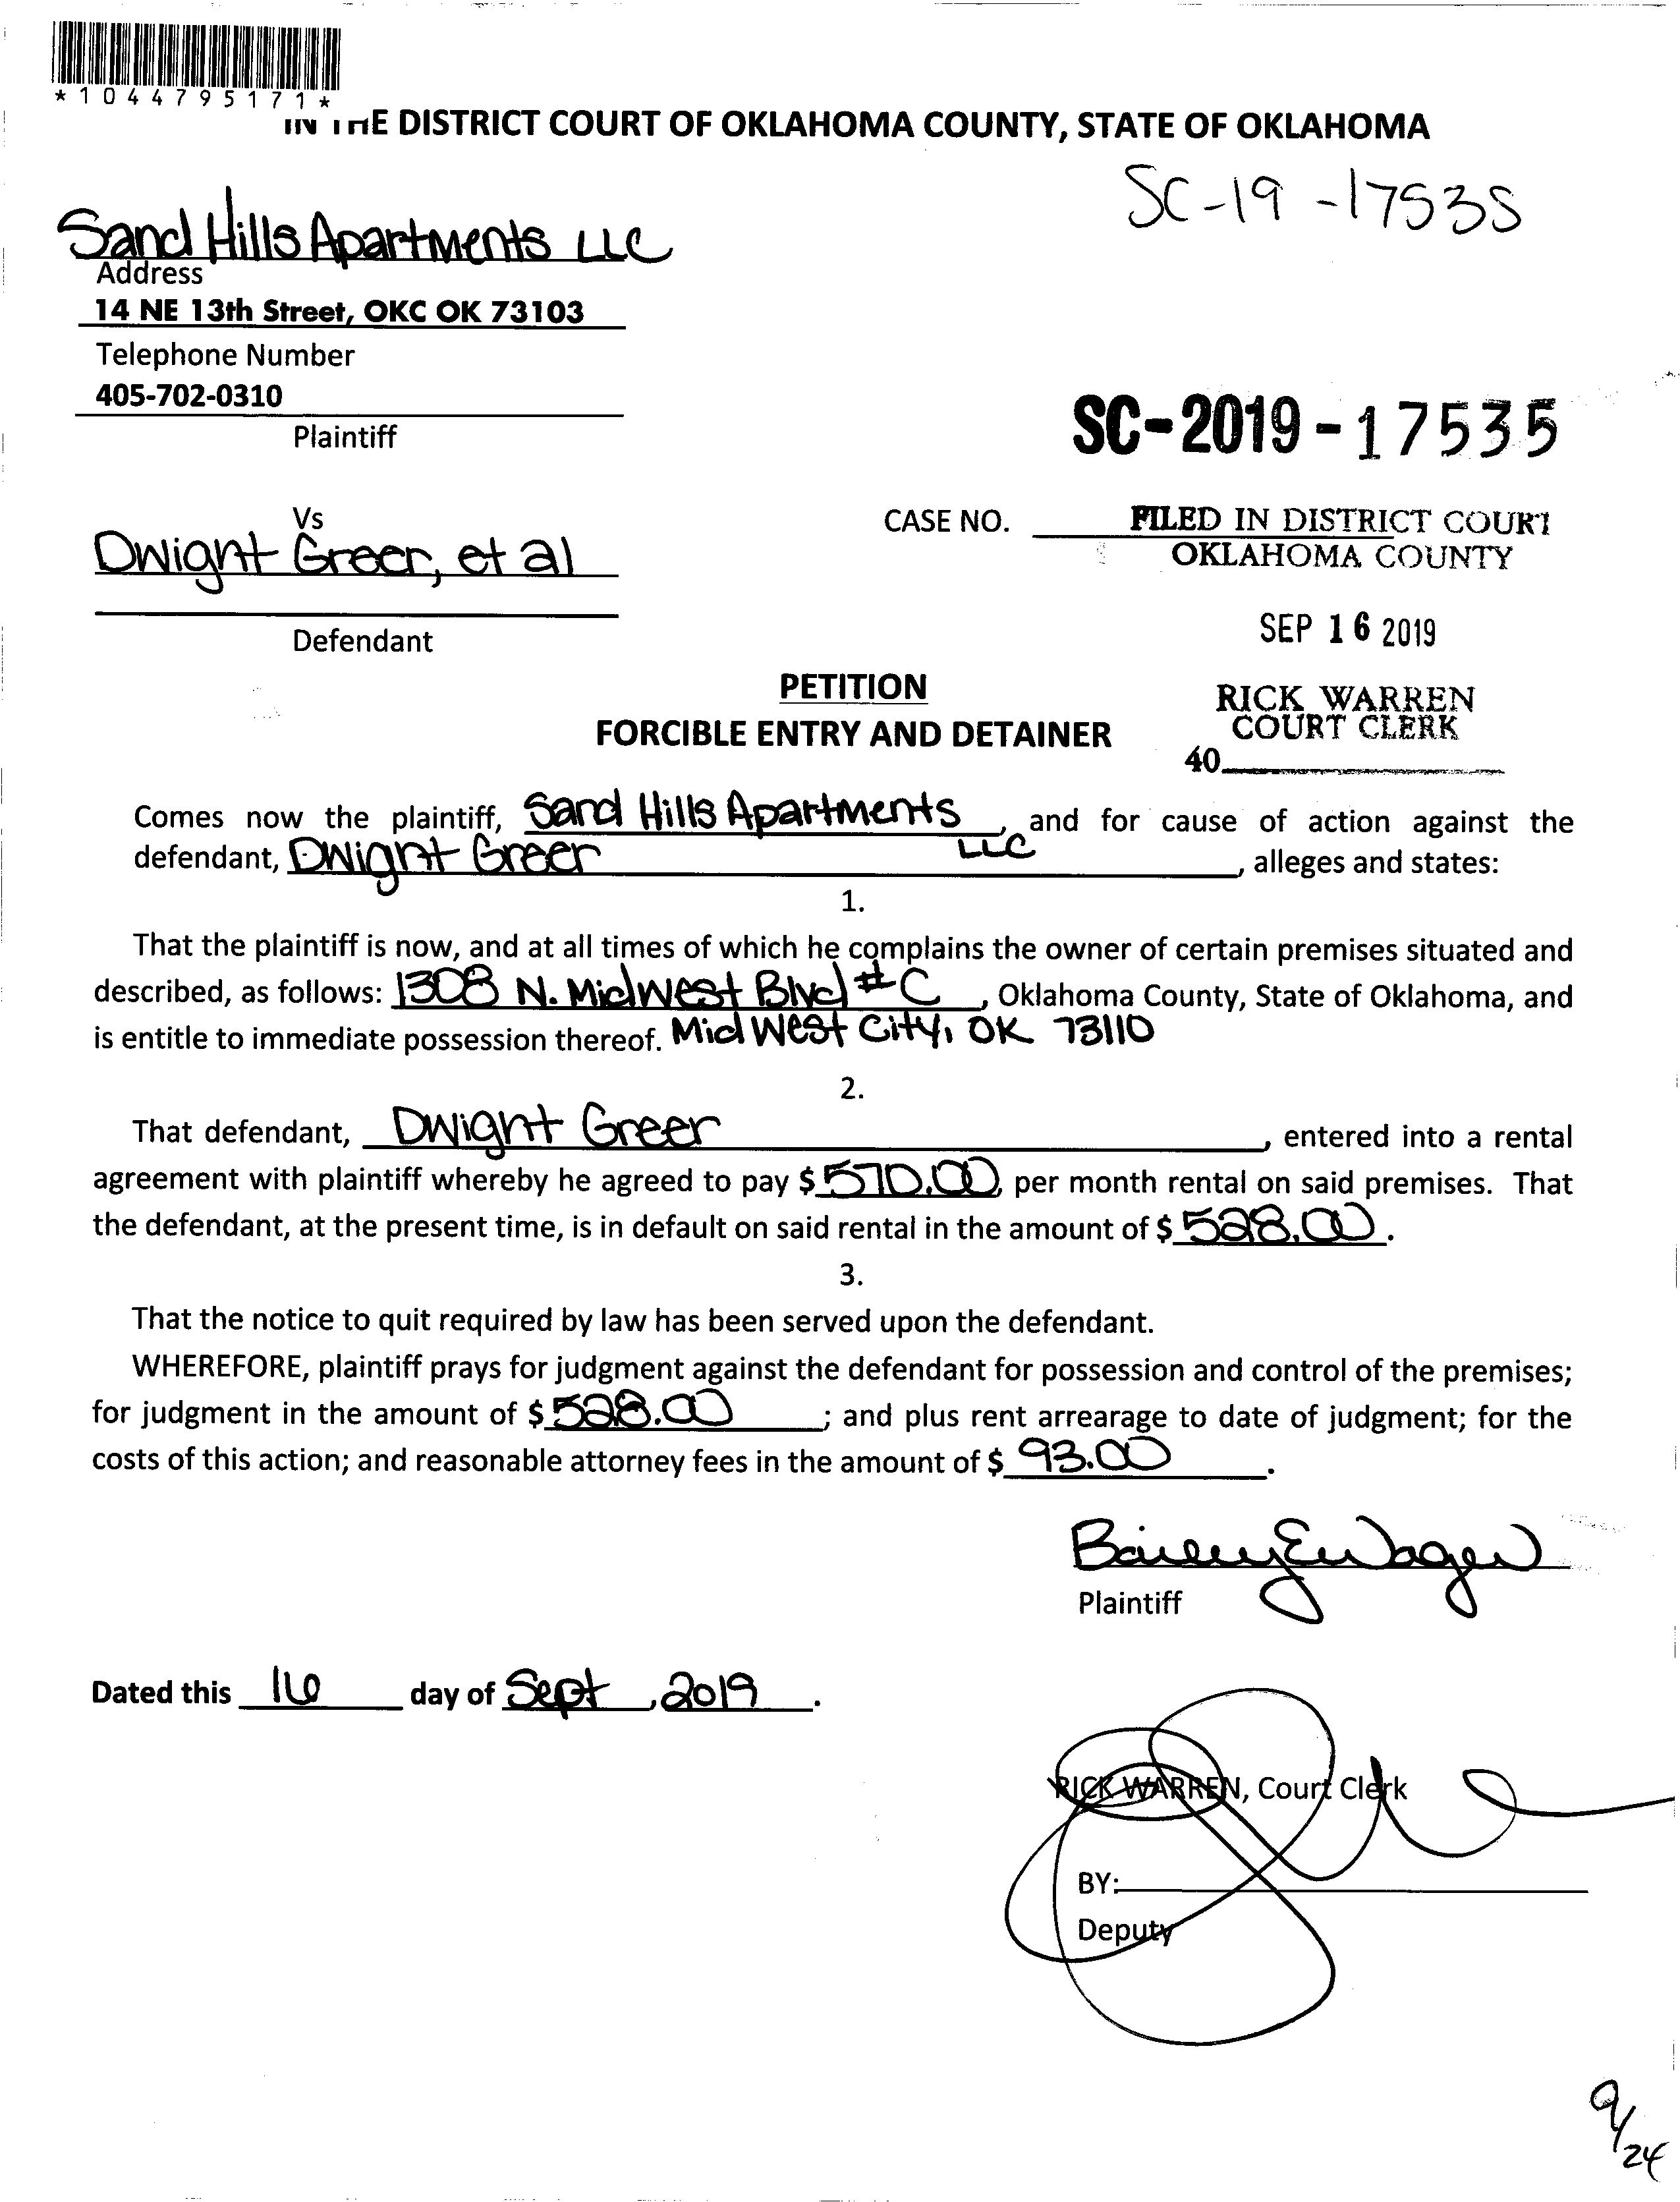 *1044795171*
IN THE DISTRICT COURT OF OKLAHOMA COUNTY, STATE OF OKLAHOMA
SC-19-17535
Sand Hills Apartments LLC
Address
14 NE 13th Street, OKC OK 73103
Telephone Number
405-702-0310
Plaintiff
SC-2019-17535
Vs
CASE NO.
FILED IN DISTRICT COURT
OKLAHOMA COUNTY
Dwight Greer, et al
Defendant
SEP 16 2019
PETITION
RICK WARREN
COURT CLERK
FORCIBLE ENTRY AND DETAINER
40
Comes now the plaintiff, Sand Hills Apartments LLC, and for cause of action against the
defendant, Dwight Greer, alleges and states:
1.
That the plaintiff is now, and at all times of which he complains the owner of certain premises situated and
described, as follows: 1308 N. Midwest Blvd #C, Oklahoma County, State of Oklahoma, and
is entitle to immediate possession thereof. Midwest City, OK 73110
2.
That defendant, Dwight Greer, entered into a rental
agreement with plaintiff whereby he agreed to pay $570.00, per month rental on said premises. That
the defendant, at the present time, is in default on said rental in the amount of $528.00.
3.
That the notice to quit required by law has been served upon the defendant.
WHEREFORE, plaintiff prays for judgment against the defendant for possession and control of the premises;
for judgment in the amount of $528.00; and plus rent arrearage to date of judgment; for the
costs of this action; and reasonable attorney fees in the amount of $93.00.
Plaintiff
Dated this 16 day of Sept, 2019.
RICK WARREN, Court Clerk
BY:
Deputy
9/24